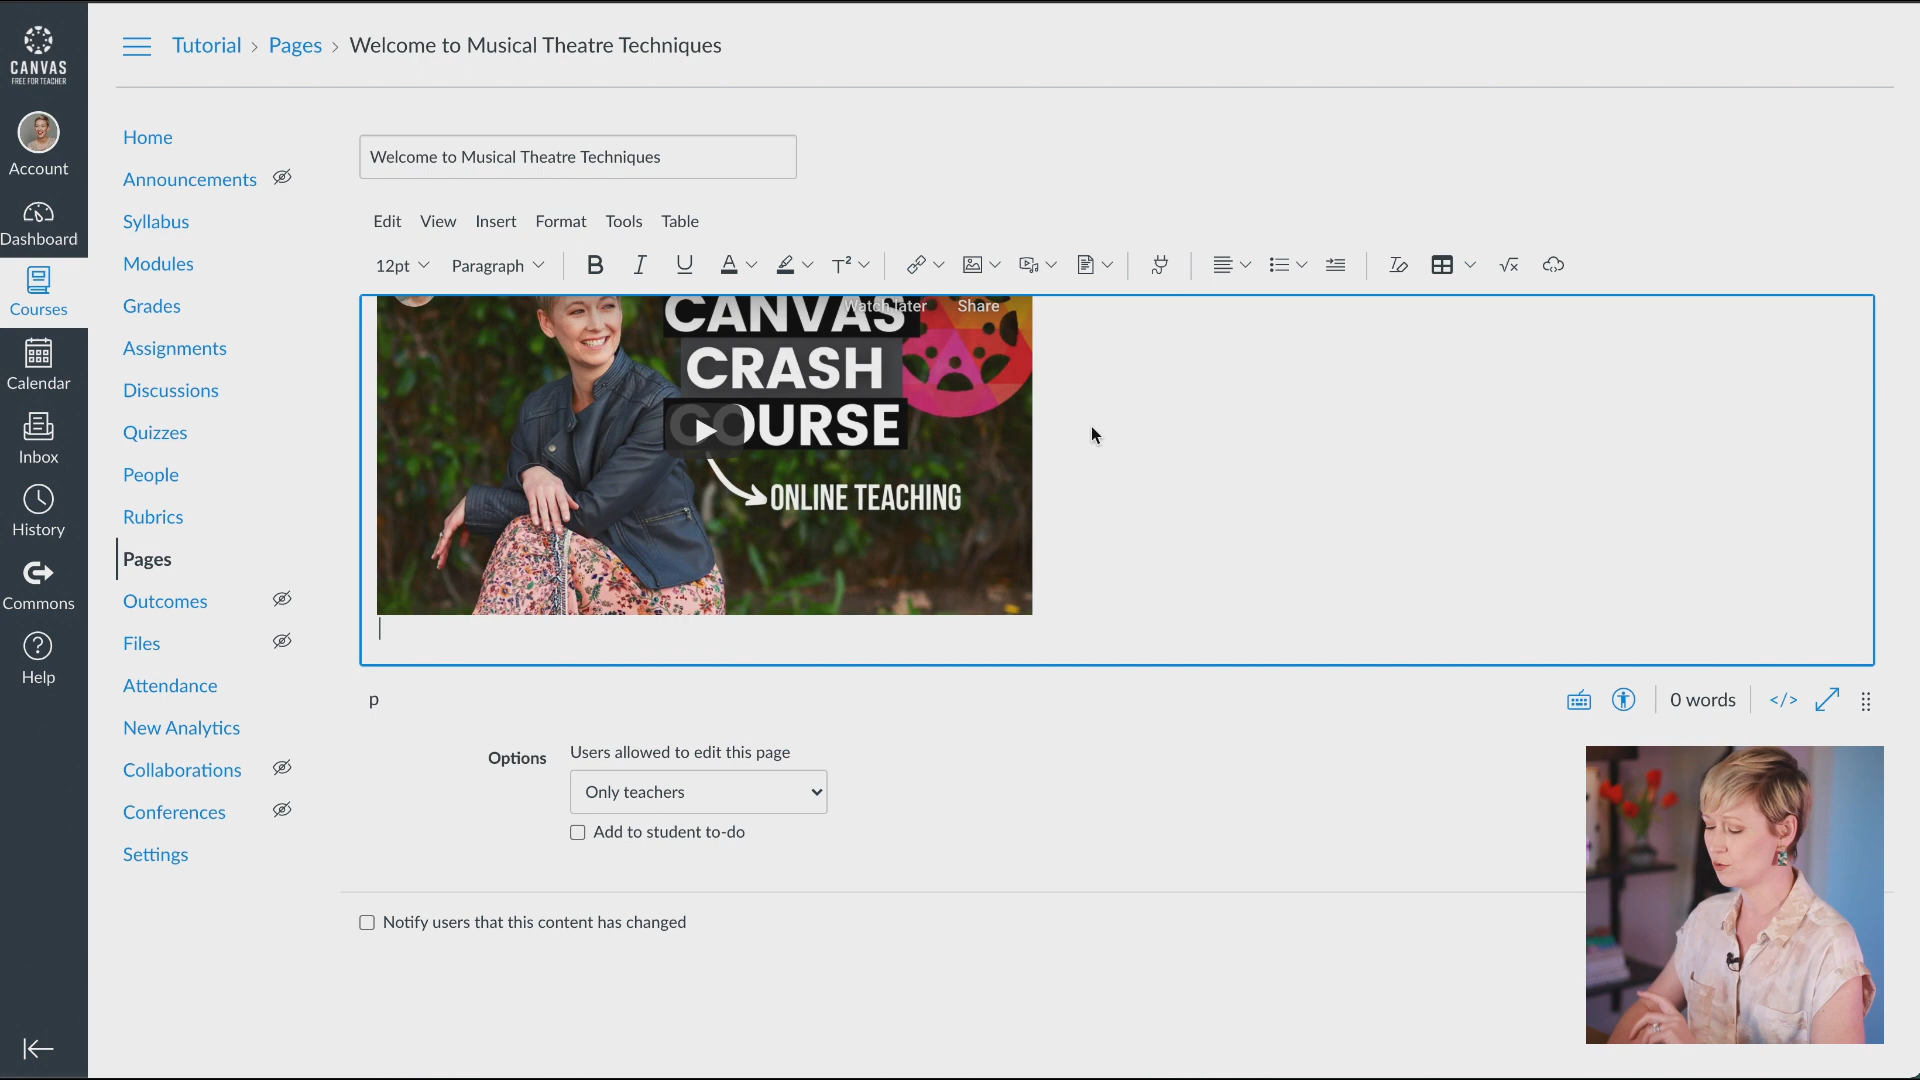 CANVAS
FREE FOR TEACHER
Account
Dashboard
Courses
Calendar
Inbox
History
Commons
Help
Tutorial > Pages > Welcome to Musical Theatre Techniques
Home
Announcements
Syllabus
Modules
Grades
Assignments
Discussions
Quizzes
People
Rubrics
Pages
Outcomes
Files
Attendance
New Analytics
Collaborations
Conferences
Settings
Welcome to Musical Theatre Techniques
Edit View Insert Format Tools Table
12pt Paragraph B I U A T²
Watch later Share
CANVAS
CRASH
COURSE
ONLINE TEACHING
p
0 words </>
Options
Users allowed to edit this page
Only teachers
Add to student to-do
Notify users that this content has changed